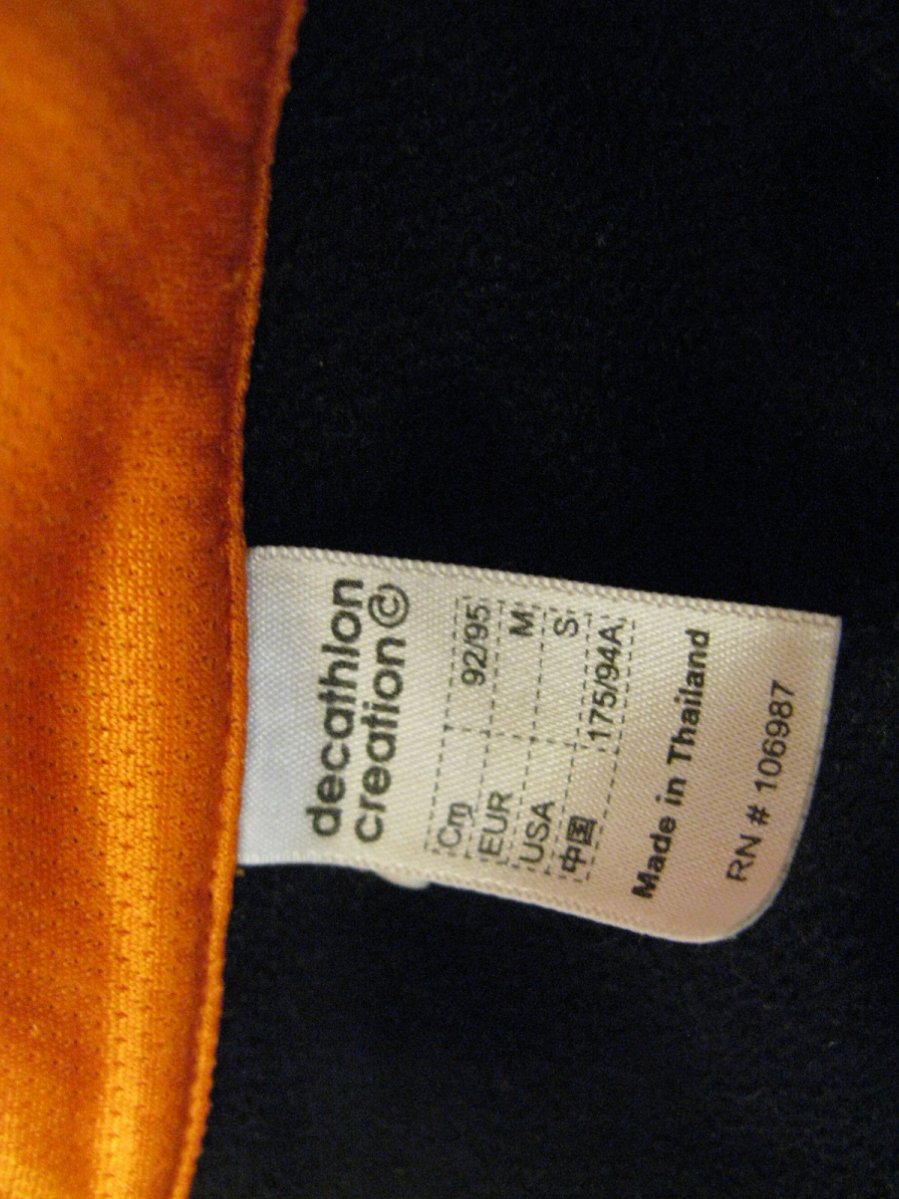 decathlon
creation©
Cm 92/95
EUR M
USA S
中国 175/94A
Made in Thailand
RN # 106987